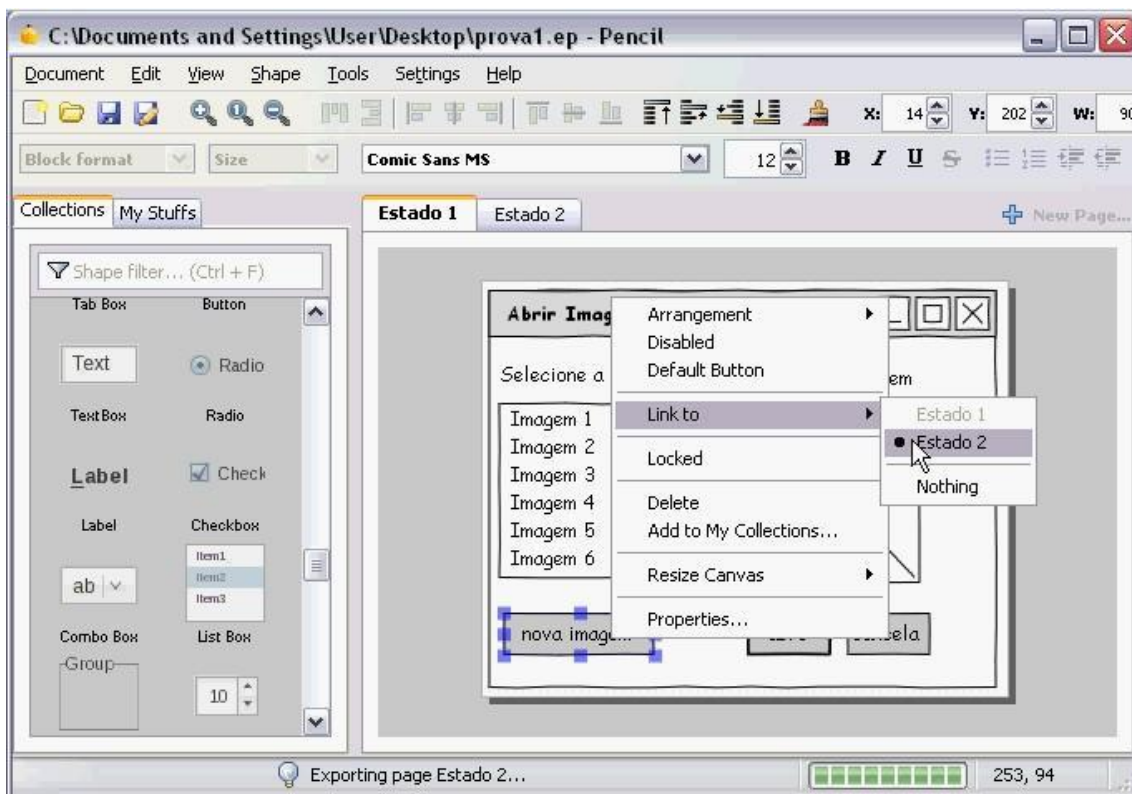 C:\Documents and Settings\User\Desktop\prova1.ep - Pencil
Document Edit View Shape Tools Settings Help
X: 14 Y: 202 W: 90
Block format Size Comic Sans MS 12 B I U S
Collections My Stuffs
Estado 1 Estado 2 New Page...
Shape filter... (Ctrl + F)
Tab Box Button
Text Radio
TextBox Radio
Label Check
Label Checkbox
ab
Item1
Item2
Item3
Combo Box List Box
Group
10
Abrir Imag
Selecione a
em
Imagem 1
Imagem 2
Imagem 3
Imagem 4
Imagem 5
Imagem 6
nova imag
ela
Arrangement
Disabled
Default Button
Link to
Locked
Delete
Add to My Collections...
Resize Canvas
Properties...
Estado 1
Estado 2
Nothing
Exporting page Estado 2... 253, 94